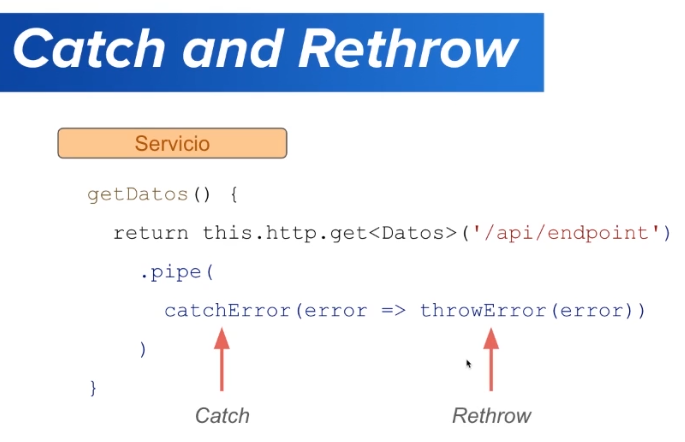 Catch and Rethrow
Servicio
getDatos() {
return this.http.get<Datos>('/api/endpoint')
.pipe(
catchError(error => throwError(error))
)
}
Catch
Rethrow